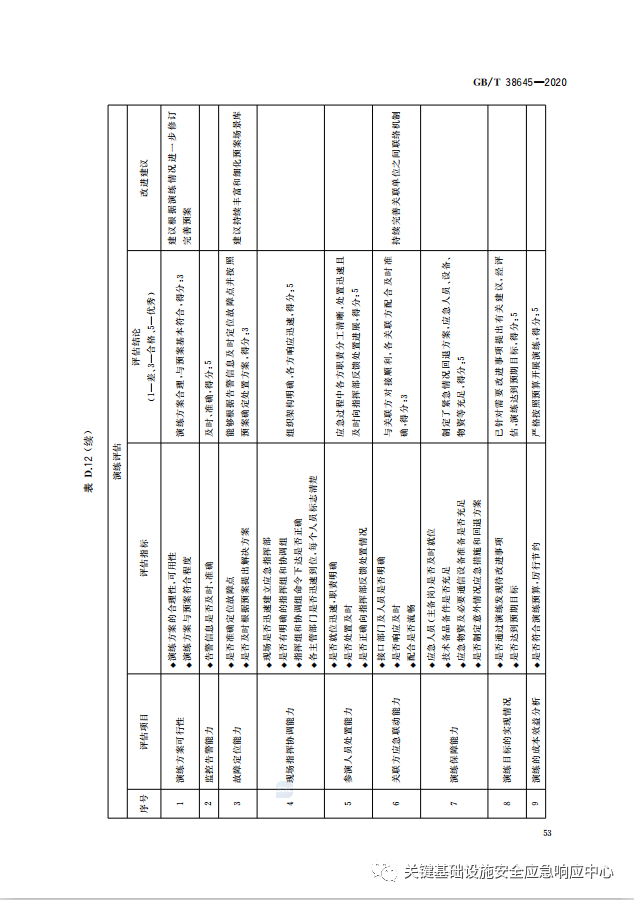 GB/T 38645—2020
表 D.12（续）
演练评估
序号
评估项目
评估指标
评估结论
(1—差、3—合格、5—优秀)
改进建议
1
演练方案可行性
◆演练方案的合理性,可用性
◆演练方案与预案符合程度
演练方案合理,与预案基本符合,得分:3
建议根据演练情况进一步修订
完善预案
2
监控告警能力
◆告警信息是否及时、准确
及时、准确,得分:5
3
故障定位能力
◆是否准确定位故障点
◆是否及时根据预案提出解决方案
能够根据告警信息及时定位故障点并按照
预案确定处置方案,得分:3
建议持续丰富和细化预案场景库
4
现场指挥协调能力
◆现场是否迅速建立应急指挥部
◆是否有明确的指挥组和协调组
◆指挥组和协调组命令下达是否正确
◆各主管部门是否迅速到位,每个人员标志清楚
组织架构明确,各方响应迅速,得分:5
5
参演人员处置能力
◆是否就位迅速,职责明确
◆是否处置及时
◆是否正确向指挥部反馈处置情况
应急过程中各方职责分工清晰,处置迅速且
及时向指挥部反馈处置进展,得分:5
6
关联方应急联动能力
◆接口部门及人员是否明确
◆是否响应及时
◆配合是否流畅
与关联方对接顺利,各关联方配合及时准
确,得分:3
持续完善关联单位之间联络机制
7
演练保障能力
◆应急人员(主备岗)是否及时就位
◆技术备品备件是否充足
◆应急物资及必要通信设备准备是否充足
◆是否制定意外情况应急措施和回退方案
制定了紧急情况回退方案,应急人员、设备、
物资等充足,得分:5
8
演练目标的实现情况
◆是否通过演练发现待改进事项
◆是否达到预期目标
已针对需要改进事项提出有关建议,经评
估,演练达到预期目标,得分:5
9
演练的成本效益分析
◆是否符合演练预算,厉行节约
严格按照预算开展演练,得分:5
53
关键基础设施安全应急响应中心